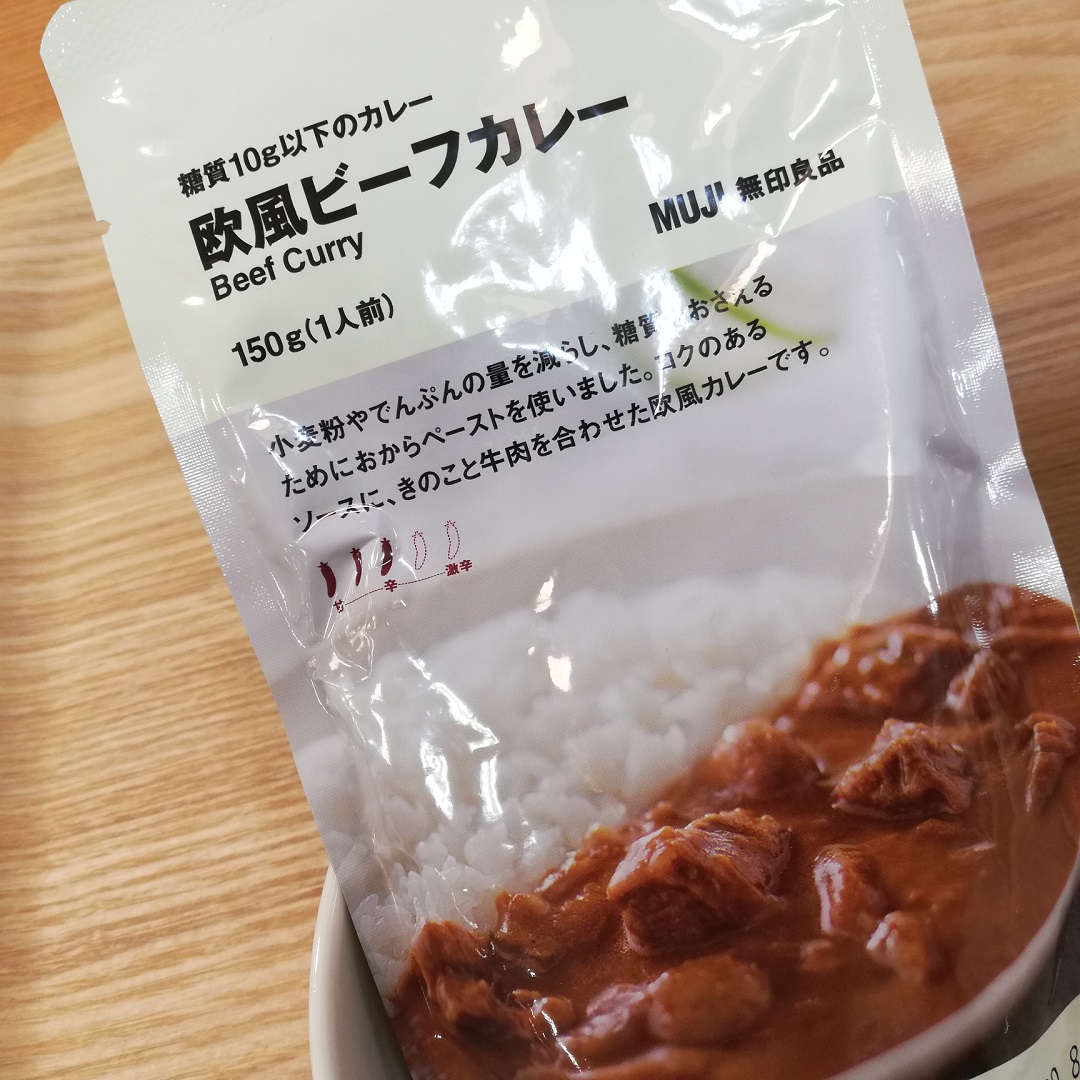 糖質10g以下のカレー
欧風ビーフカレー
Beef Curry
MUJI 無印良品
150g(1人前)
小麦粉やでんぷんの量を減らし、糖質をおさえる
ためにおからペーストを使いました。コクのある
ソースに、きのこと牛肉を合わせた欧風カレーです。
甘 辛 激辛